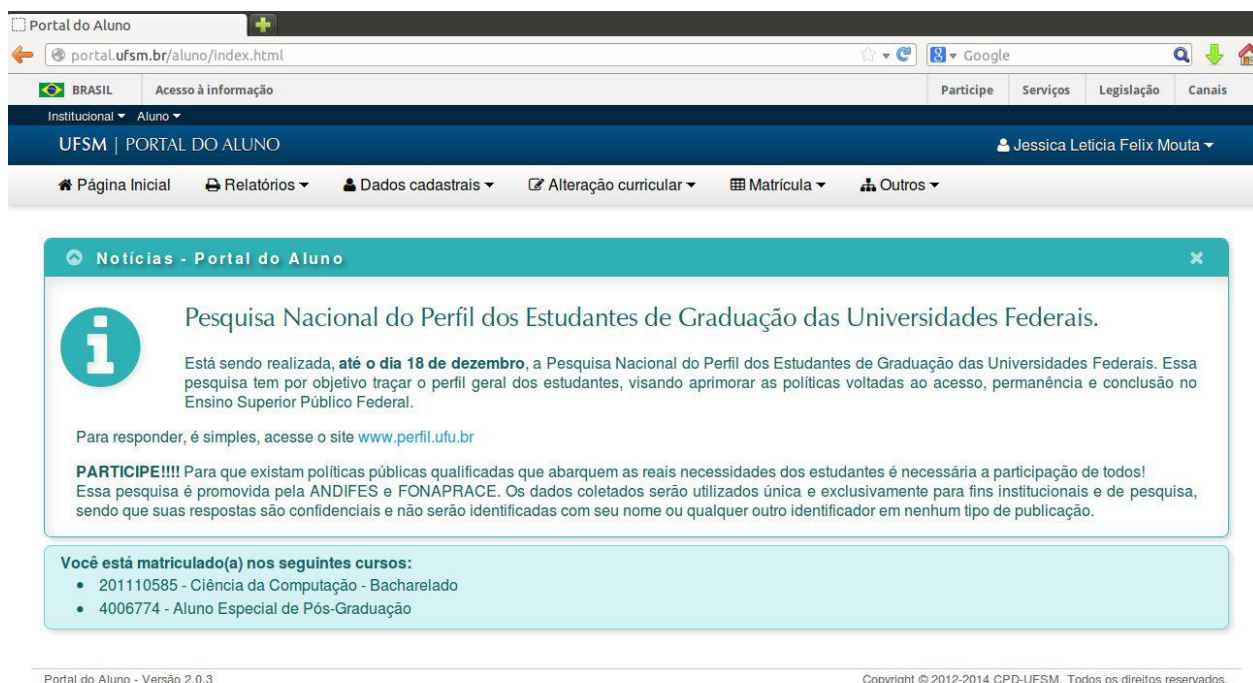 Portal do Aluno
portal.ufsm.br/aluno/index.html
Google
BRASIL Acesso à informação Participe Serviços Legislação Canais
Institucional Aluno
UFSM | PORTAL DO ALUNO Jessica Leticia Felix Mouta
Página Inicial Relatórios Dados cadastrais Alteração curricular Matrícula Outros
Notícias - Portal do Aluno
Pesquisa Nacional do Perfil dos Estudantes de Graduação das Universidades Federais.
Está sendo realizada, até o dia 18 de dezembro, a Pesquisa Nacional do Perfil dos Estudantes de Graduação das Universidades Federais. Essa
pesquisa tem por objetivo traçar o perfil geral dos estudantes, visando aprimorar as políticas voltadas ao acesso, permanência e conclusão no
Ensino Superior Público Federal.
Para responder, é simples, acesse o site www.perfil.ufu.br
PARTICIPE!!!! Para que existam políticas públicas qualificadas que abarquem as reais necessidades dos estudantes é necessária a participação de todos!
Essa pesquisa é promovida pela ANDIFES e FONAPRACE. Os dados coletados serão utilizados única e exclusivamente para fins institucionais e de pesquisa,
sendo que suas respostas são confidenciais e não serão identificadas com seu nome ou qualquer outro identificador em nenhum tipo de publicação.
Você está matriculado(a) nos seguintes cursos:
• 201110585 - Ciência da Computação - Bacharelado
• 4006774 - Aluno Especial de Pós-Graduação
Portal do Aluno - Versão 2.0.3 Copyright © 2012-2014 CPD-UFSM. Todos os direitos reservados.